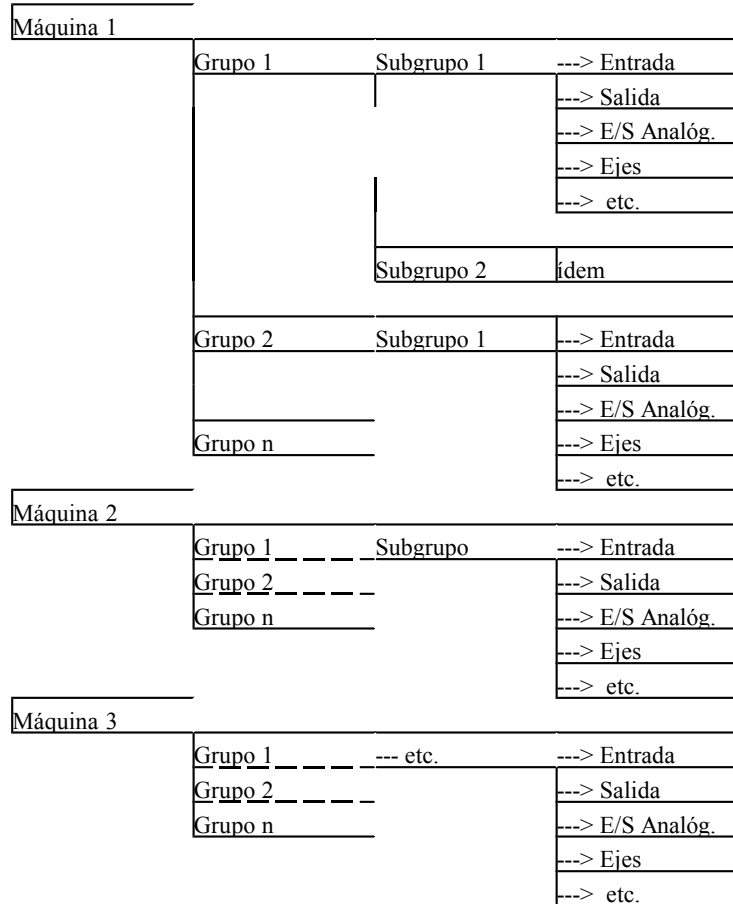 Máquina 1
Grupo 1 Subgrupo 1 ---> Entrada
---> Salida
---> E/S Analóg.
---> Ejes
---> etc.
Subgrupo 2 ídem
Grupo 2 Subgrupo 1 ---> Entrada
---> Salida
---> E/S Analóg.
Grupo n ---> Ejes
---> etc.
Máquina 2
Grupo 1 Subgrupo ---> Entrada
Grupo 2 ---> Salida
Grupo n ---> E/S Analóg.
---> Ejes
---> etc.
Máquina 3
Grupo 1 --- etc. ---> Entrada
Grupo 2 ---> Salida
Grupo n ---> E/S Analóg.
---> Ejes
---> etc.